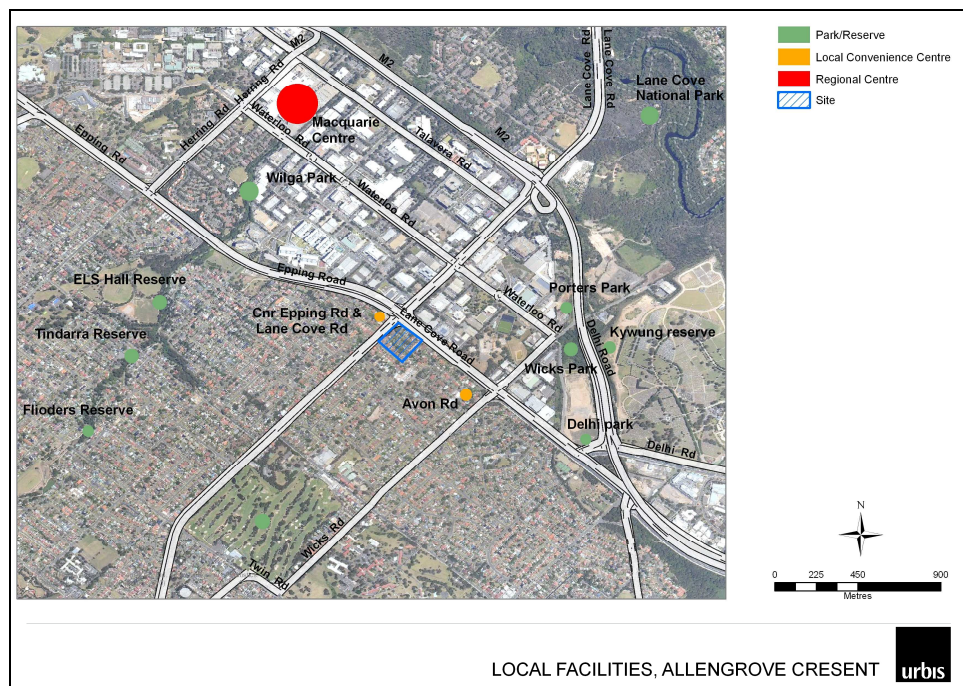 Park/Reserve
Local Convenience Centre
Regional Centre
Site
M2
M2
M2
Lane Cove Rd
Lane Cove Rd
Lane Cove
National Park
Herring Rd
Herring Rd
Macquarie
Centre
Epping Rd
Waterloo Rd
Talavera Rd
Wilga Park
Waterloo Rd
Epping Road
ELS Hall Reserve
Porters Park
Waterloo Rd
Cnr Epping Rd &
Lane Cove Rd
Lane Cove Road
Kywung reserve
Delhi Road
Tindarra Reserve
Wicks Park
Avon Rd
Flioders Reserve
Delhi park
Delhi Rd
Wicks Rd
Twin Rd
N
0 225 450 900
Metres
LOCAL FACILITIES, ALLENGROVE CRESENT
urbis